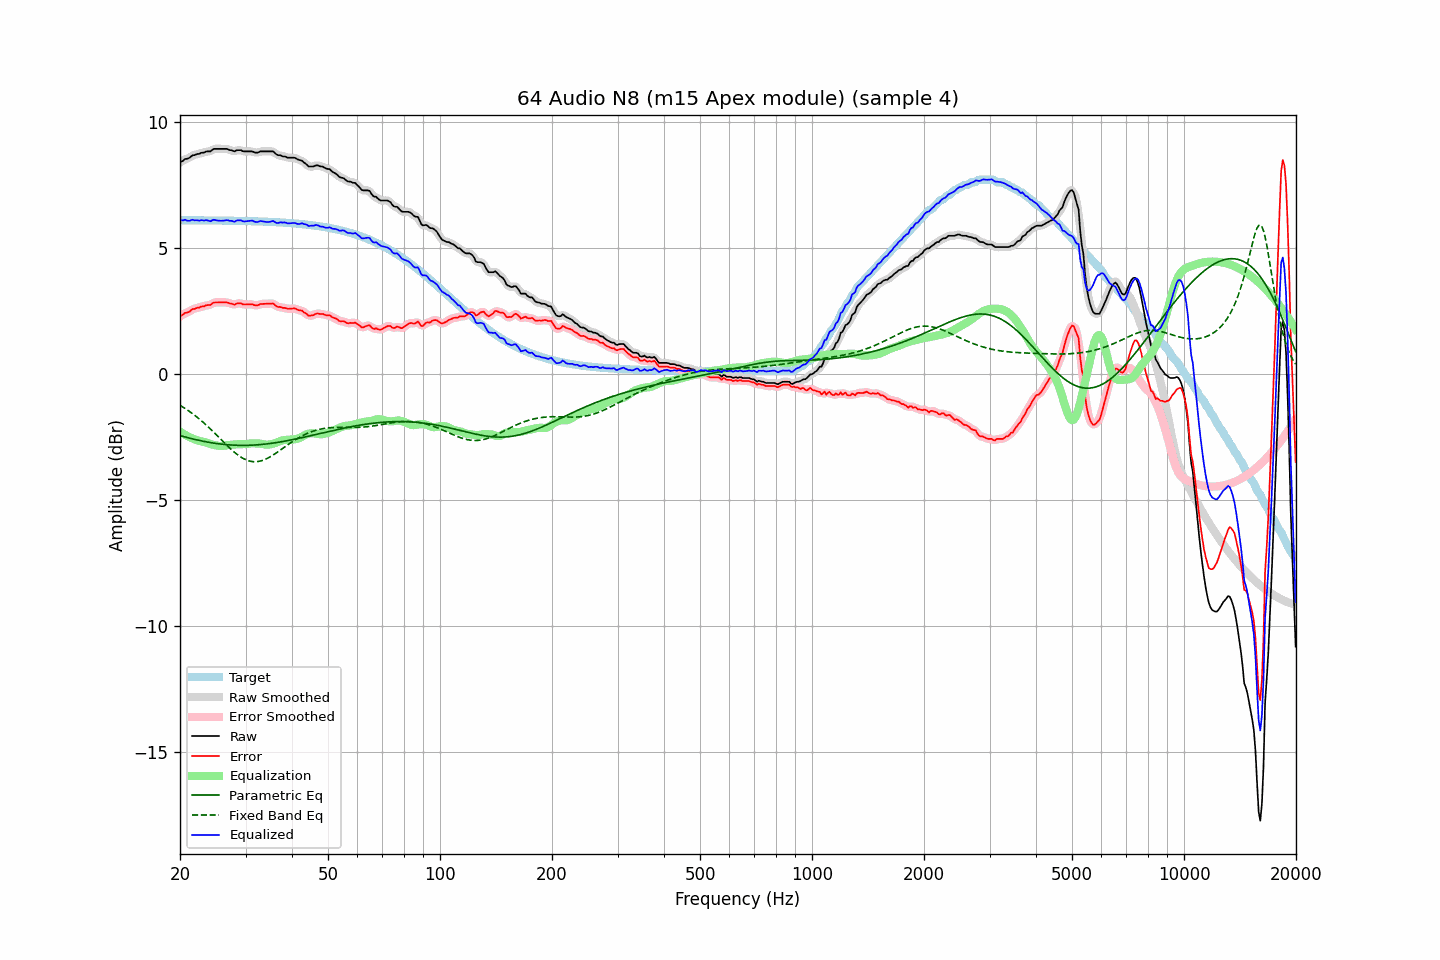 64 Audio N8 (m15 Apex module) (sample 4)
10
5
0
−5
−10
−15
Amplitude (dBr)
Target
Raw Smoothed
Error Smoothed
Raw
Error
Equalization
Parametric Eq
Fixed Band Eq
Equalized
20 50 100 200 500 1000 2000 5000 10000 20000
Frequency (Hz)